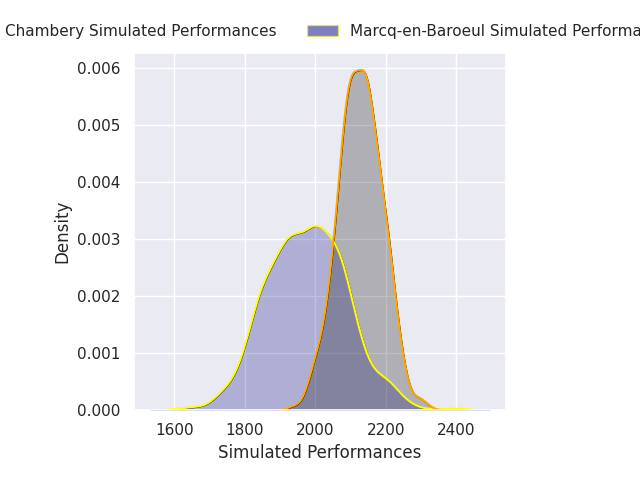 Chambery Simulated Performances
Marcq-en-Baroeul Simulated Performa
0.006
0.005
0.004
0.003
0.002
0.001
0.000
Density
1600 1800 2000 2200 2400
Simulated Performances